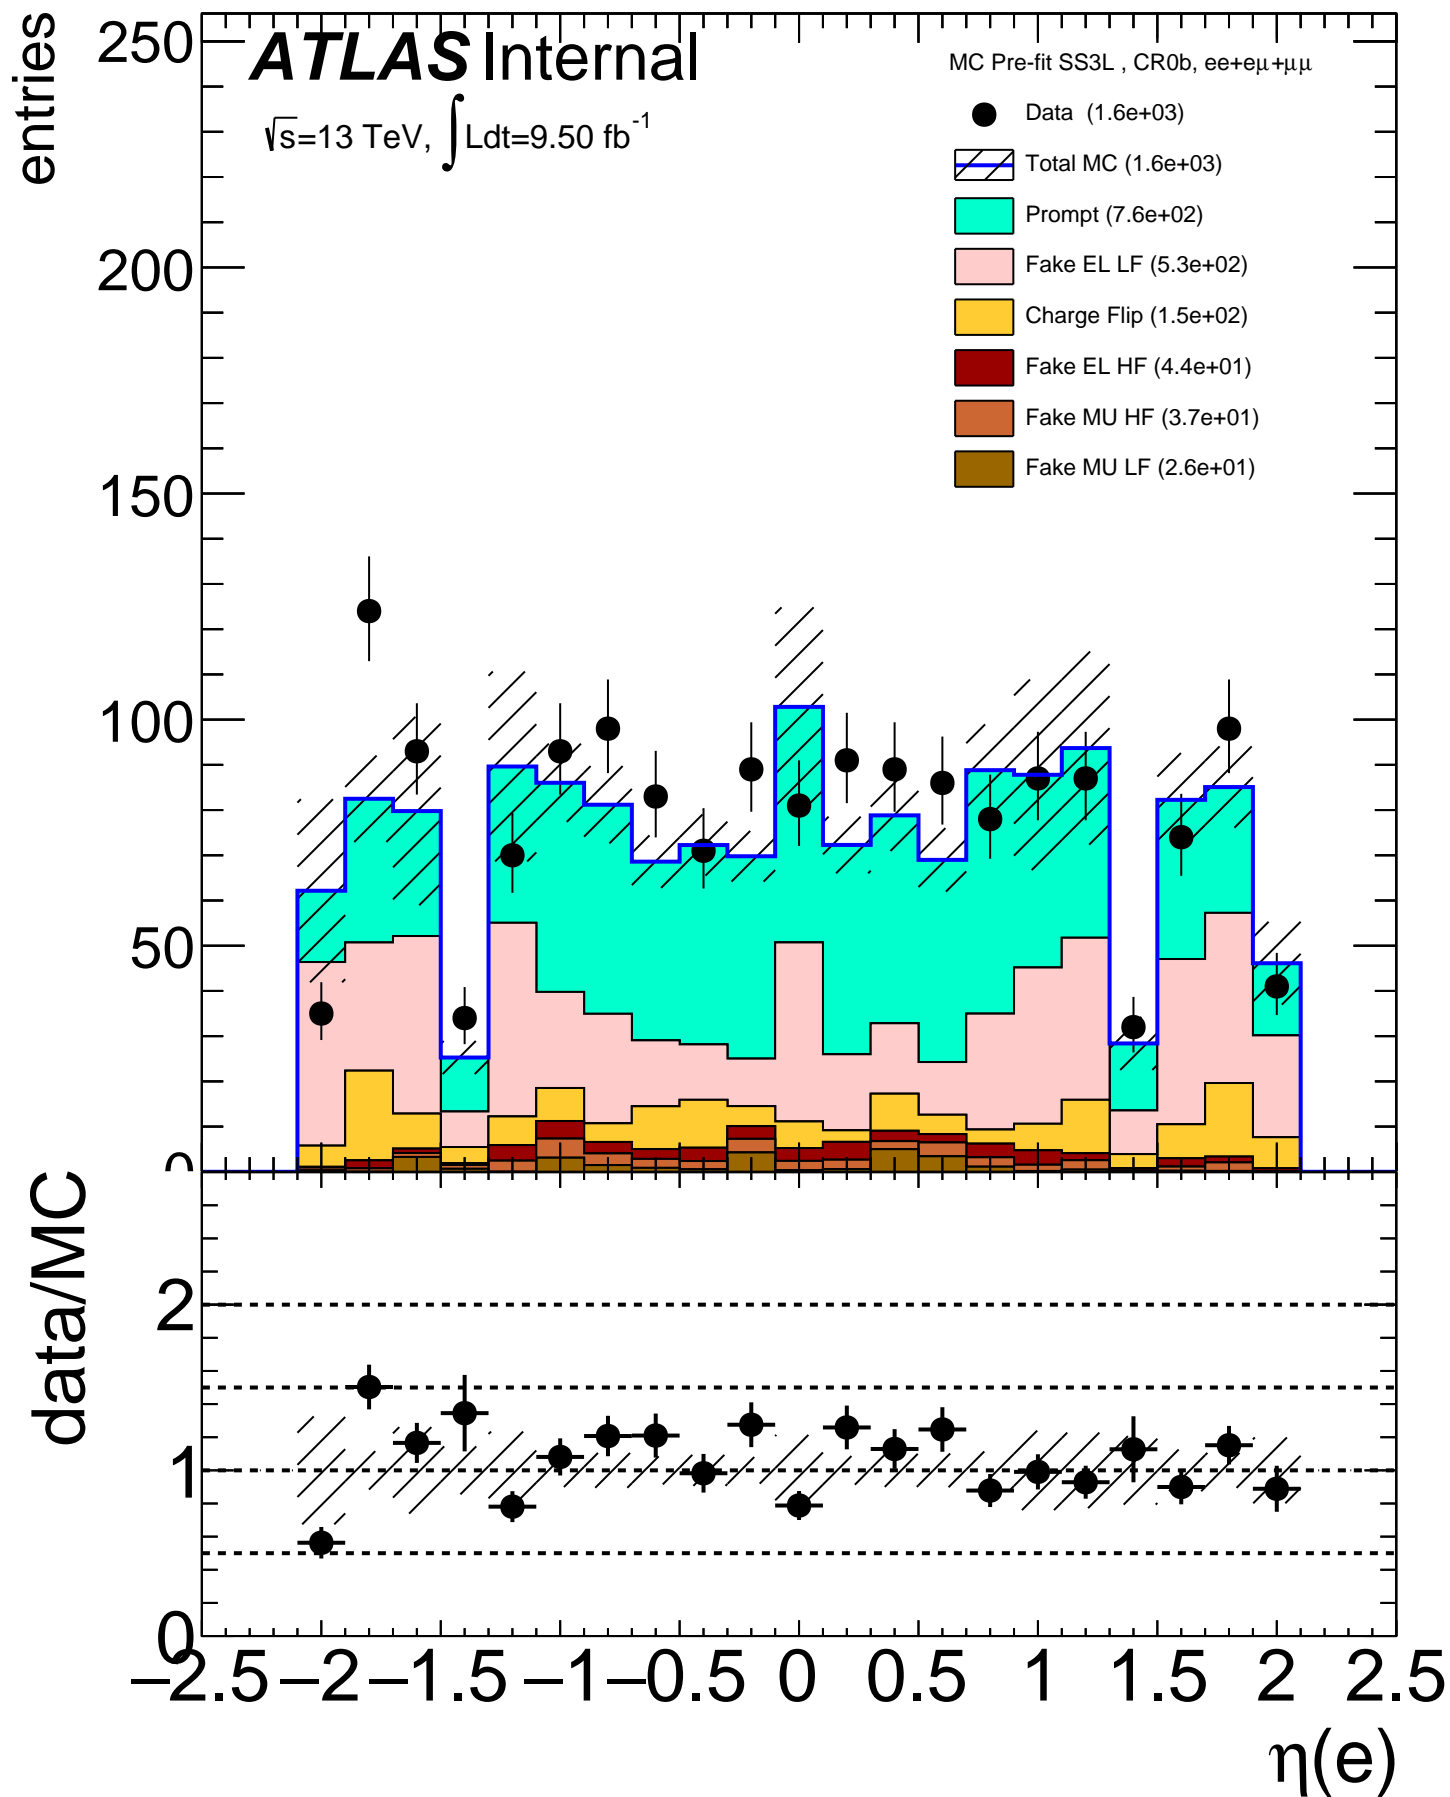 entries
250
200
150
100
50
0
ATLAS Internal
√s=13 TeV, ∫Ldt=9.50 fb⁻¹
MC Pre-fit SS3L , CR0b, ee+eμ+μμ
Data (1.6e+03)
Total MC (1.6e+03)
Prompt (7.6e+02)
Fake EL LF (5.3e+02)
Charge Flip (1.5e+02)
Fake EL HF (4.4e+01)
Fake MU HF (3.7e+01)
Fake MU LF (2.6e+01)
data/MC
2
1
0
−2.5 −2 −1.5 −1 −0.5 0 0.5 1 1.5 2 2.5
η(e)